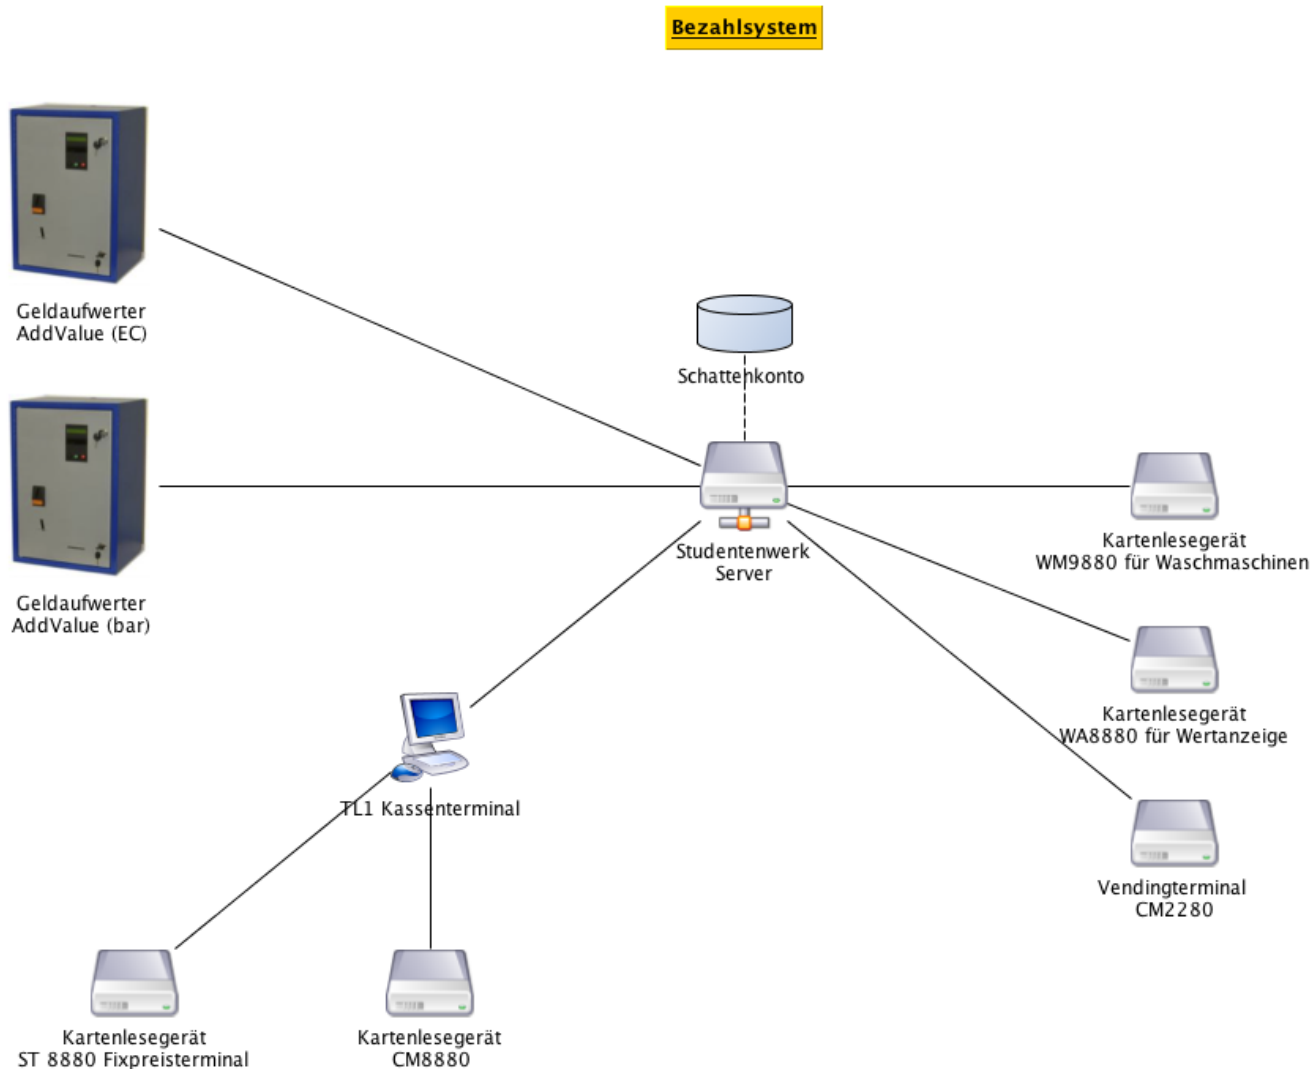 Bezahlsystem
Geldaufwerter
AddValue (EC)
Schattenkonto
Geldaufwerter
AddValue (bar)
Studentenwerk
Server
Kartenlesegerät
WM9880 für Waschmaschinen
Kartenlesegerät
WA8880 für Wertanzeige
TL1 Kassenterminal
Vendingterminal
CM2280
Kartenlesegerät
ST 8880 Fixpreisterminal
Kartenlesegerät
CM8880